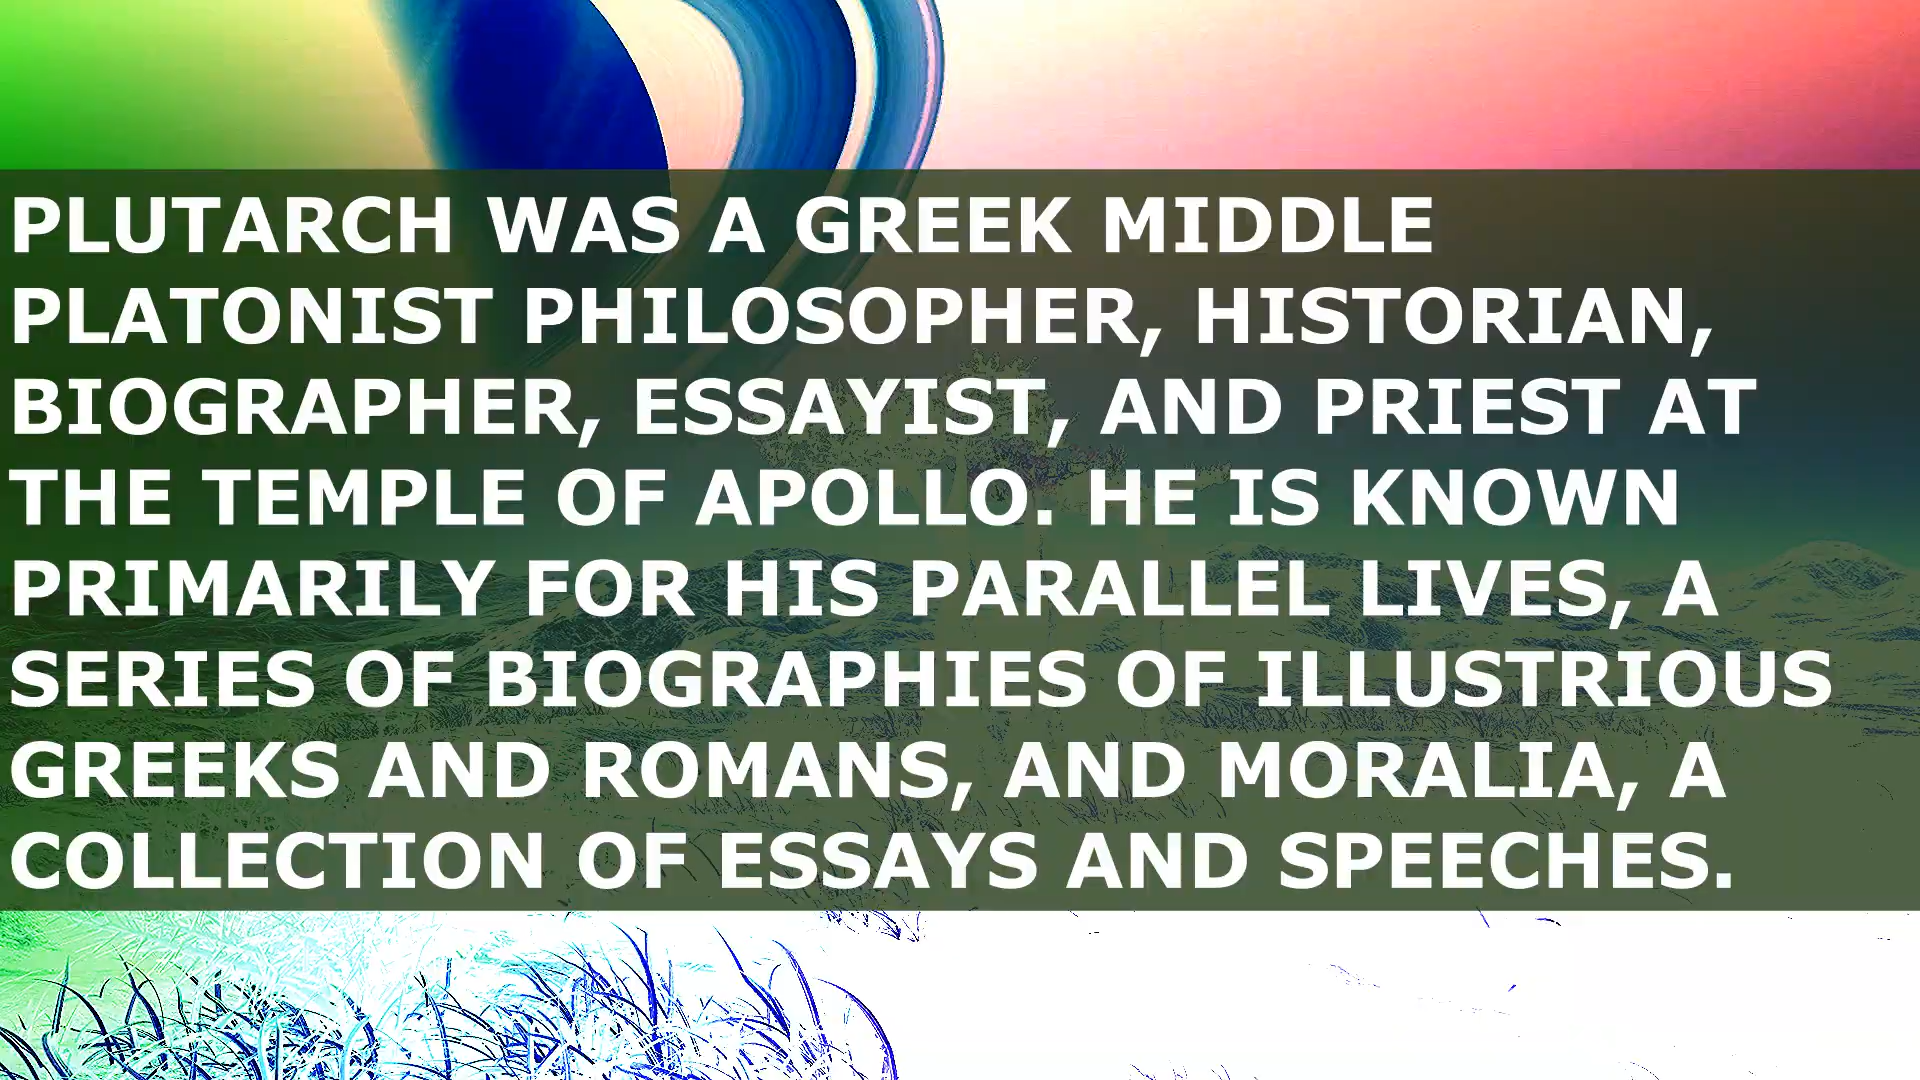 PLUTARCH WAS A GREEK MIDDLE
PLATONIST PHILOSOPHER, HISTORIAN,
BIOGRAPHER, ESSAYIST, AND PRIEST AT
THE TEMPLE OF APOLLO. HE IS KNOWN
PRIMARILY FOR HIS PARALLEL LIVES, A
SERIES OF BIOGRAPHIES OF ILLUSTRIOUS
GREEKS AND ROMANS, AND MORALIA, A
COLLECTION OF ESSAYS AND SPEECHES.